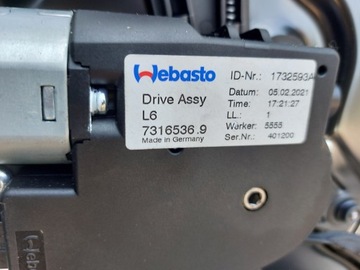 Webasto
ID-Nr.: 1732593A
Drive Assy
Datum: 05.02.2021
L6
Time: 17:21:27
7316536.9
LL.: 1
Made in Germany
Worker: 5555
Ser.Nr.: 401200
Webasto